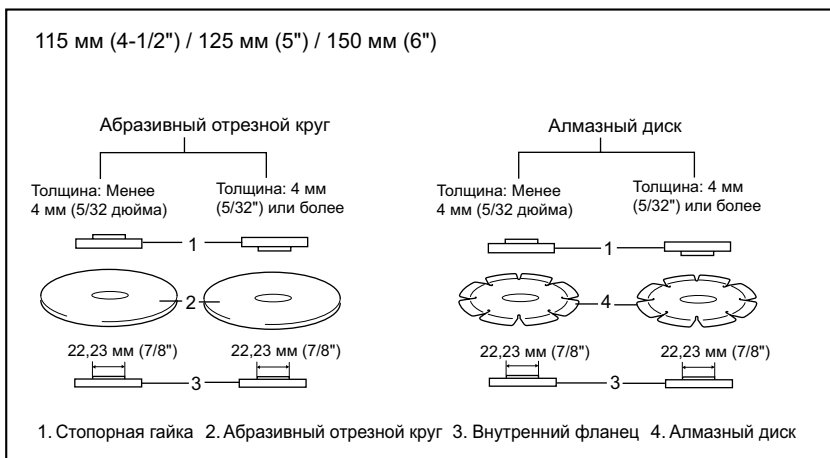 115 мм (4-1/2") / 125 мм (5") / 150 мм (6")
Абразивный отрезной круг
Алмазный диск
Толщина: Менее
4 мм (5/32 дюйма)
Толщина: 4 мм
(5/32") или более
Толщина: Менее
4 мм (5/32 дюйма)
Толщина: 4 мм
(5/32") или более
1
1
2
4
22,23 мм (7/8")
22,23 мм (7/8")
22,23 мм (7/8")
22,23 мм (7/8")
3
3
1. Стопорная гайка 2. Абразивный отрезной круг 3. Внутренний фланец 4. Алмазный диск